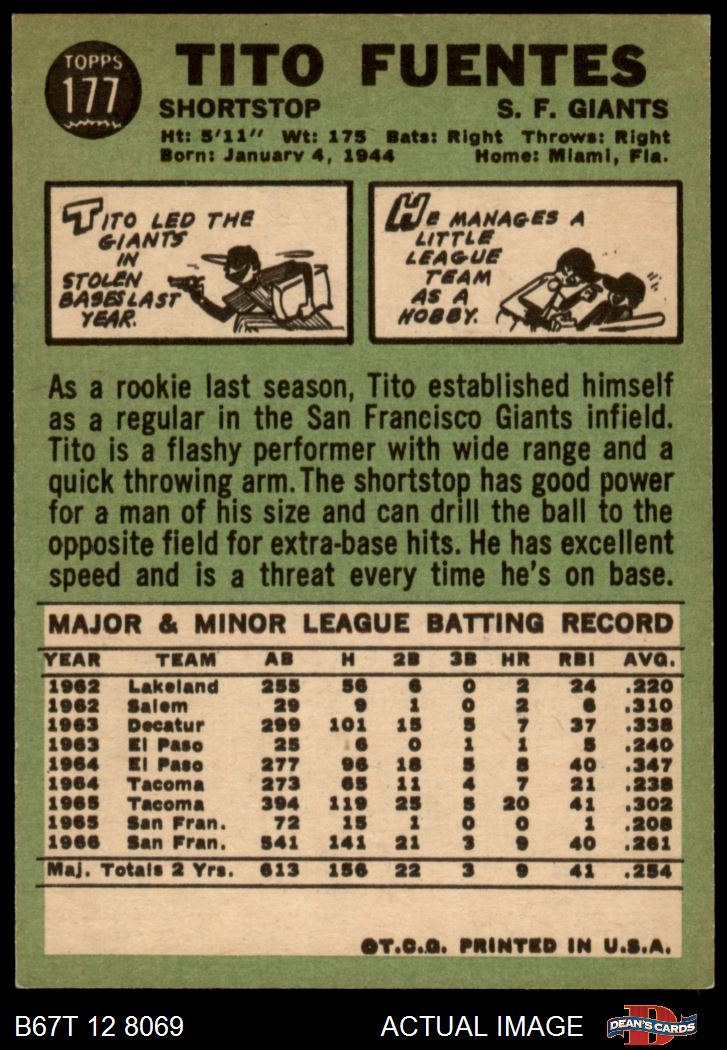 TOPPS
177
TITO FUENTES
SHORTSTOP S. F. GIANTS
Ht: 5'11" Wt: 175 Bats: Right Throws: Right
Born: January 4, 1944 Home: Miami, Fla.
TITO LED THE
GIANTS
IN
STOLEN
BASES LAST
YEAR.
HE MANAGES A
LITTLE
LEAGUE
TEAM
AS A
HOBBY.
As a rookie last season, Tito established himself
as a regular in the San Francisco Giants infield.
Tito is a flashy performer with wide range and a
quick throwing arm. The shortstop has good power
for a man of his size and can drill the ball to the
opposite field for extra-base hits. He has excellent
speed and is a threat every time he's on base.
MAJOR & MINOR LEAGUE BATTING RECORD
YEAR TEAM AB H 2B 3B HR RBI AVG.
1962 Lakeland 255 56 6 0 2 24 .220
1962 Salem 29 9 1 0 2 6 .310
1963 Decatur 299 101 15 5 7 37 .338
1963 El Paso 25 6 0 1 1 5 .240
1964 El Paso 277 96 18 5 8 40 .347
1964 Tacoma 273 65 11 4 7 21 .238
1965 Tacoma 394 119 25 5 20 41 .302
1965 San Fran. 72 15 1 0 0 1 .208
1966 San Fran. 541 141 21 3 9 40 .261
Maj. Totals 2 Yrs. 613 156 22 3 9 41 .254
©T.C.G. PRINTED IN U.S.A.
B67T 12 8069 ACTUAL IMAGE DEAN'S CARDS